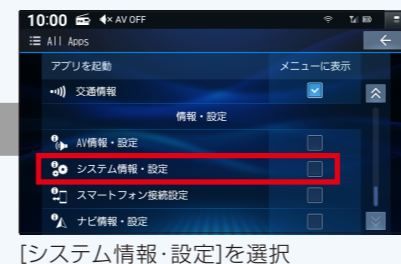 10:00 AV OFF
All Apps
アプリを起動 メニューに表示
交通情報
情報・設定
AV情報・設定
システム情報・設定
スマートフォン接続設定
ナビ情報・設定
[システム情報・設定]を選択